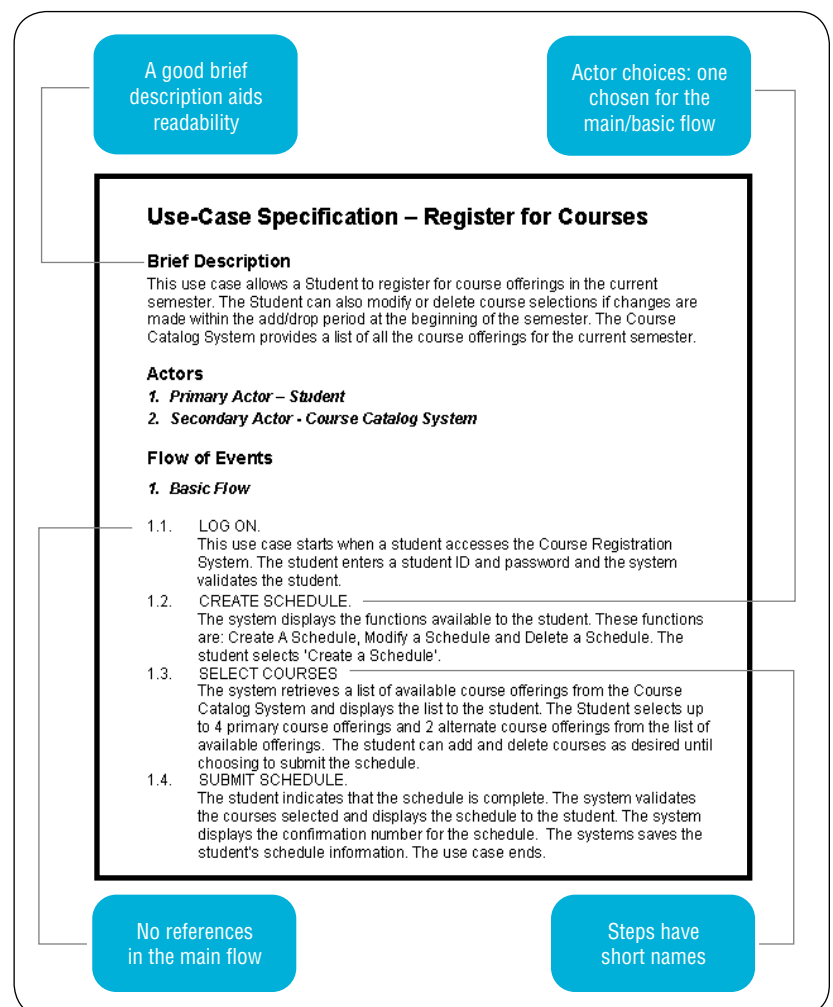 A good brief
description aids
readability
Actor choices: one
chosen for the
main/basic flow
Use-Case Specification – Register for Courses
Brief Description
This use case allows a Student to register for course offerings in the current
semester. The Student can also modify or delete course selections if changes are
made within the add/drop period at the beginning of the semester. The Course
Catalog System provides a list of all the course offerings for the current semester.
Actors
1. Primary Actor – Student
2. Secondary Actor - Course Catalog System
Flow of Events
1. Basic Flow
1.1. LOG ON.
This use case starts when a student accesses the Course Registration
System. The student enters a student ID and password and the system
validates the student.
1.2. CREATE SCHEDULE.
The system displays the functions available to the student. These functions
are: Create A Schedule, Modify a Schedule and Delete a Schedule. The
student selects 'Create a Schedule'.
1.3. SELECT COURSES
The system retrieves a list of available course offerings from the Course
Catalog System and displays the list to the student. The Student selects up
to 4 primary course offerings and 2 alternate course offerings from the list of
available offerings. The student can add and delete courses as desired until
choosing to submit the schedule.
1.4. SUBMIT SCHEDULE.
The student indicates that the schedule is complete. The system validates
the courses selected and displays the schedule to the student. The system
displays the confirmation number for the schedule. The systems saves the
student's schedule information. The use case ends.
No references
in the main flow
Steps have
short names